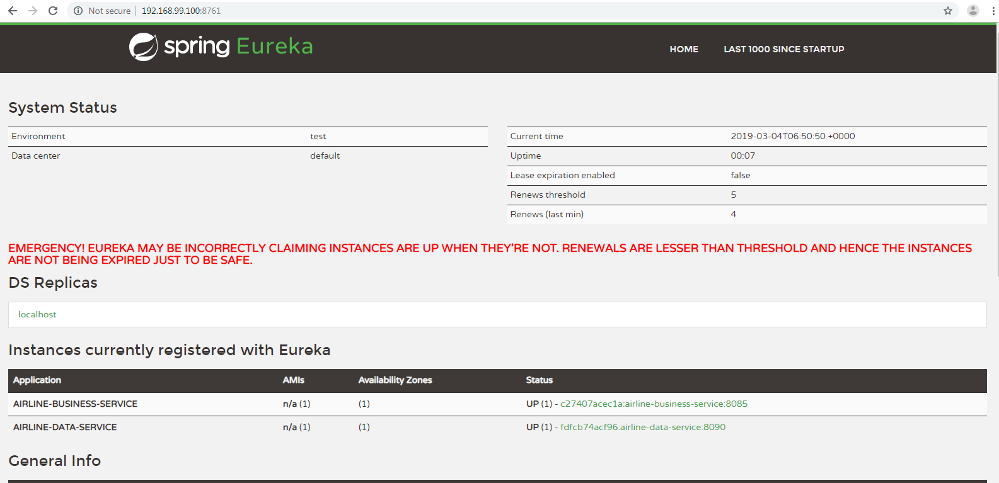 Not secure 192.168.99.100:8761
spring Eureka
HOME LAST 1000 SINCE STARTUP
System Status
Environment test
Data center default
Current time 2019-03-04T06:50:50 +0000
Uptime 00:07
Lease expiration enabled false
Renews threshold 5
Renews (last min) 4
EMERGENCY! EUREKA MAY BE INCORRECTLY CLAIMING INSTANCES ARE UP WHEN THEY'RE NOT. RENEWALS ARE LESSER THAN THRESHOLD AND HENCE THE INSTANCES
ARE NOT BEING EXPIRED JUST TO BE SAFE.
DS Replicas
localhost
Instances currently registered with Eureka
Application AMIs Availability Zones Status
AIRLINE-BUSINESS-SERVICE n/a (1) (1) UP (1) - c27407acec1a:airline-business-service:8085
AIRLINE-DATA-SERVICE n/a (1) (1) UP (1) - fdfcb74acf96:airline-data-service:8090
General Info